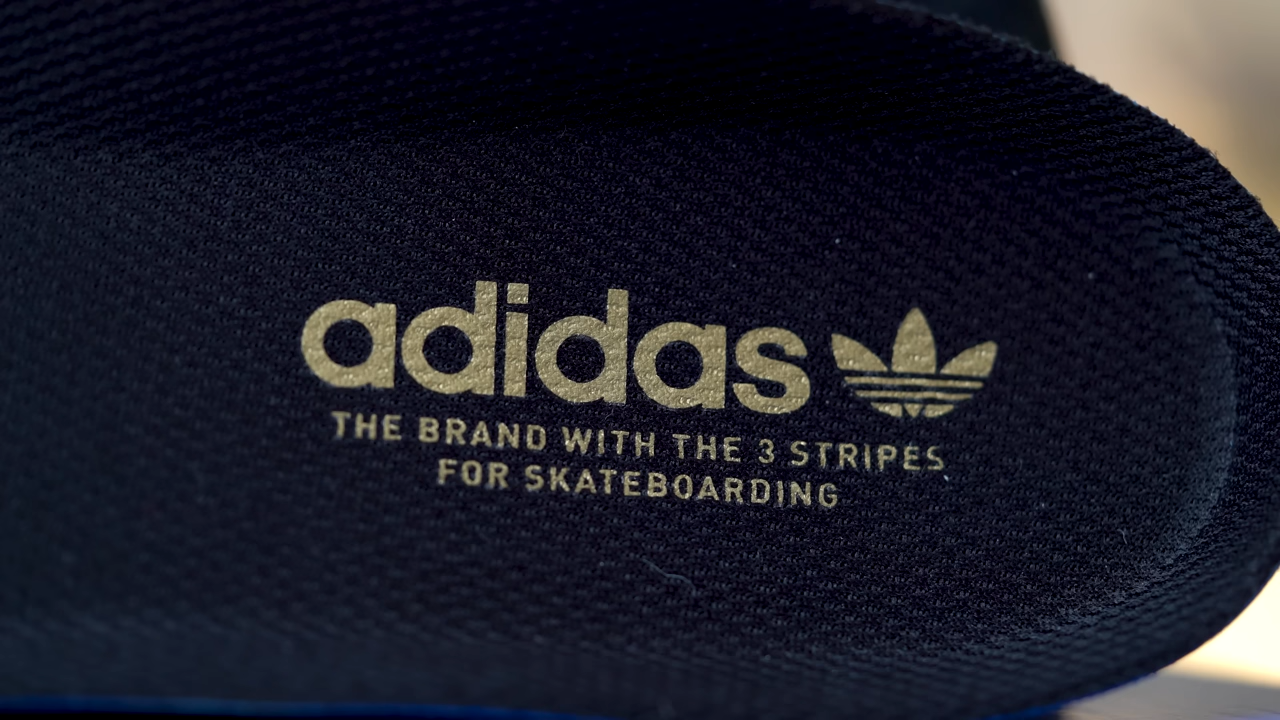 adidas
THE BRAND WITH THE 3 STRIPES
FOR SKATEBOARDING